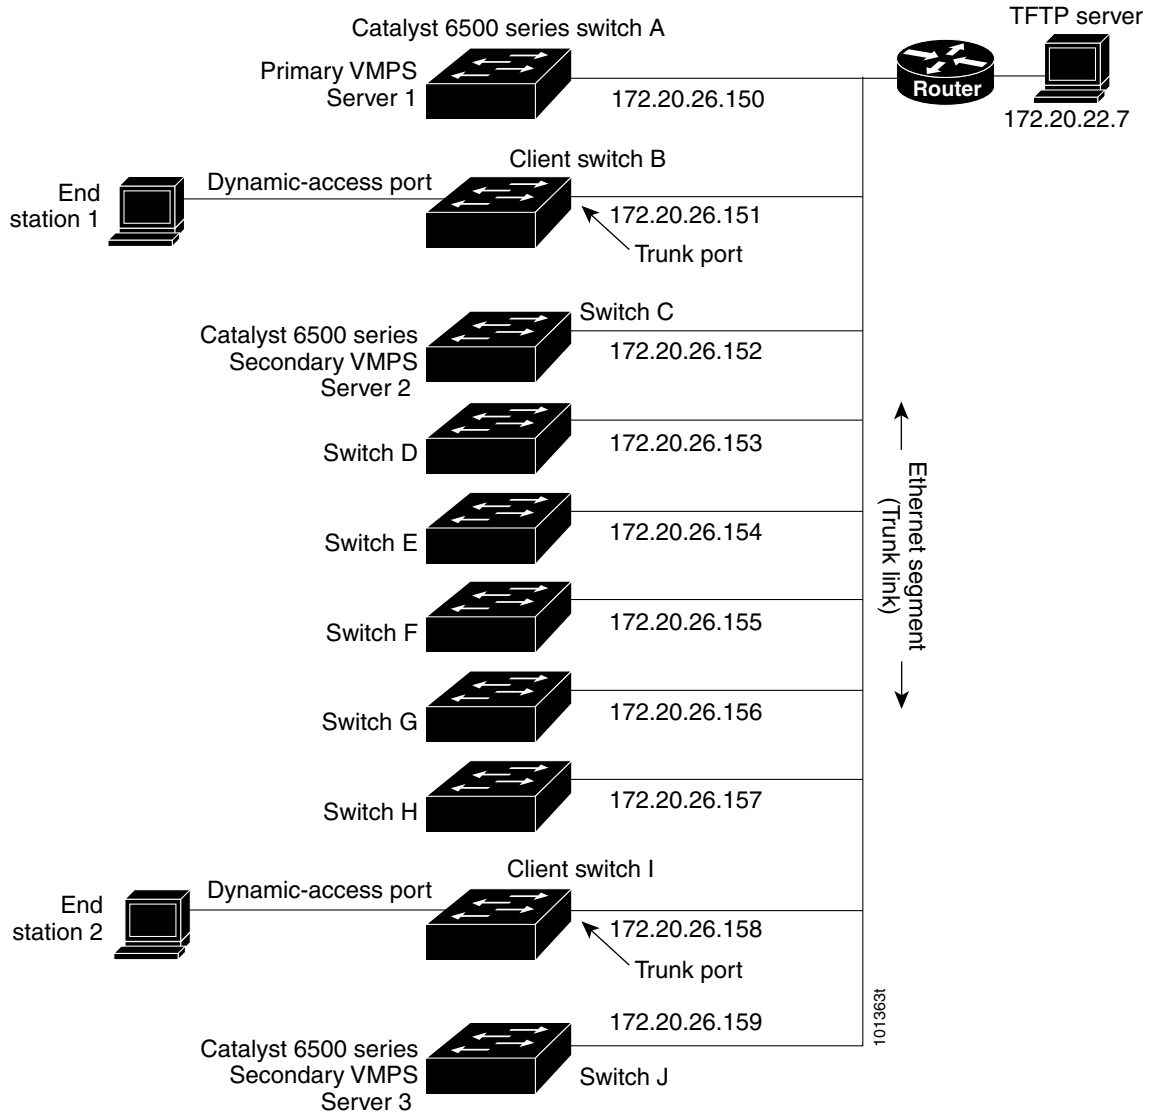 TFTP server
Catalyst 6500 series switch A
Primary VMPS
Server 1
172.20.26.150
Router
172.20.22.7
Client switch B
End
station 1
Dynamic-access port
172.20.26.151
Trunk port
Switch C
Catalyst 6500 series
Secondary VMPS
Server 2
172.20.26.152
Switch D
172.20.26.153
Switch E
172.20.26.154
Switch F
172.20.26.155
Switch G
172.20.26.156
Switch H
172.20.26.157
Ethernet segment
(Trunk link)
Client switch I
End
station 2
Dynamic-access port
172.20.26.158
Trunk port
172.20.26.159
Catalyst 6500 series
Secondary VMPS
Server 3
Switch J
101363t